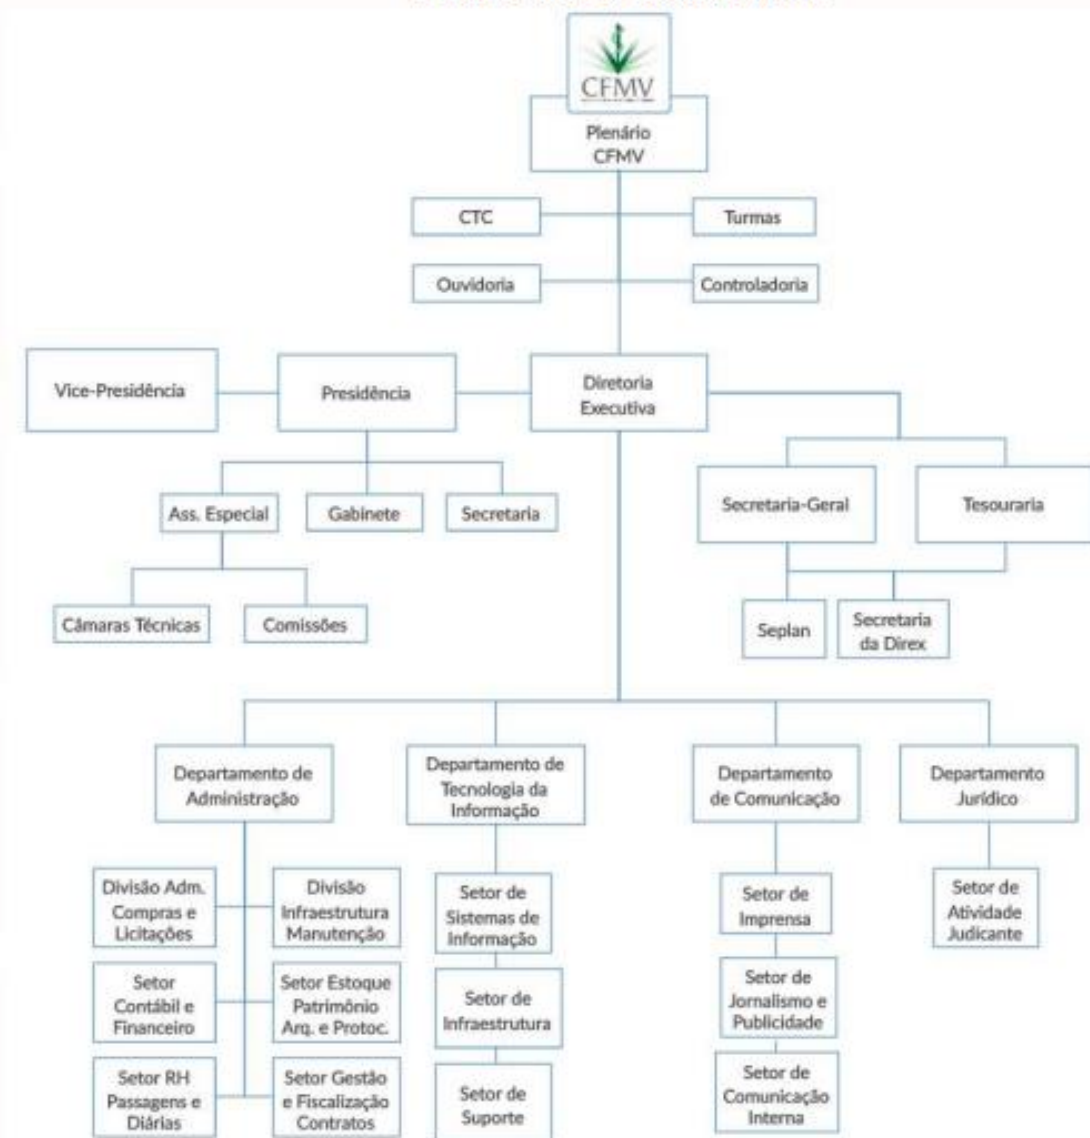 CFMV
Plenário
CFMV
CTC
Turmas
Ouvidoria
Controladoria
Vice-Presidência
Presidência
Diretoria
Executiva
Ass. Especial
Gabinete
Secretaria
Secretaria-Geral
Tesouraria
Câmaras Técnicas
Comissões
Seplan
Secretaria
da Direx
Departamento de
Administração
Departamento de
Tecnologia da
Informação
Departamento
de Comunicação
Departamento
Jurídico
Divisão Adm.
Compras e
Licitações
Divisão
Infraestrutura
Manutenção
Setor de
Sistemas de
Informação
Setor de
Imprensa
Setor de
Atividade
Judicante
Setor
Contábil e
Financeiro
Setor Estoque
Patrimônio
Arq. e Protoc.
Setor de
Infraestrutura
Setor de
Jornalismo e
Publicidade
Setor RH
Passagens e
Diárias
Setor Gestão
e Fiscalização
Contratos
Setor de
Suporte
Setor de
Comunicação
Interna